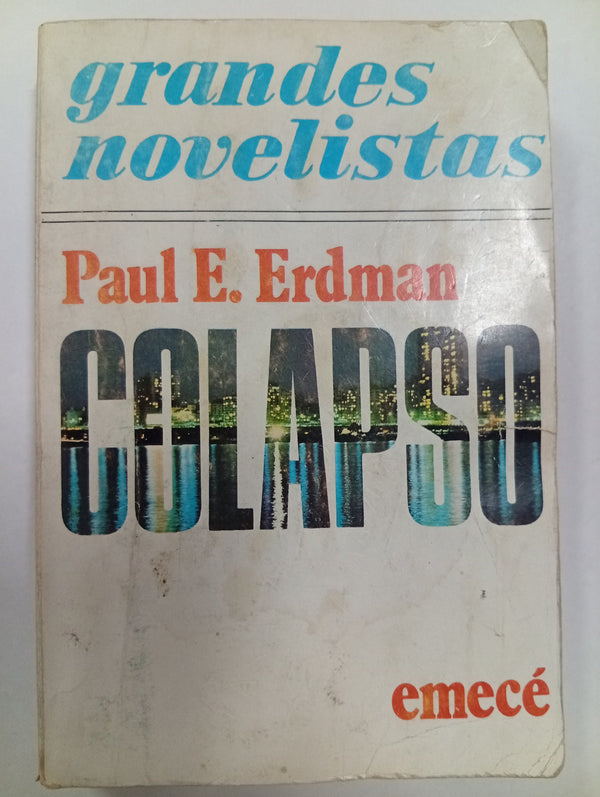 grandes
novelistas
Paul E. Erdman
COLAPSO
emecé